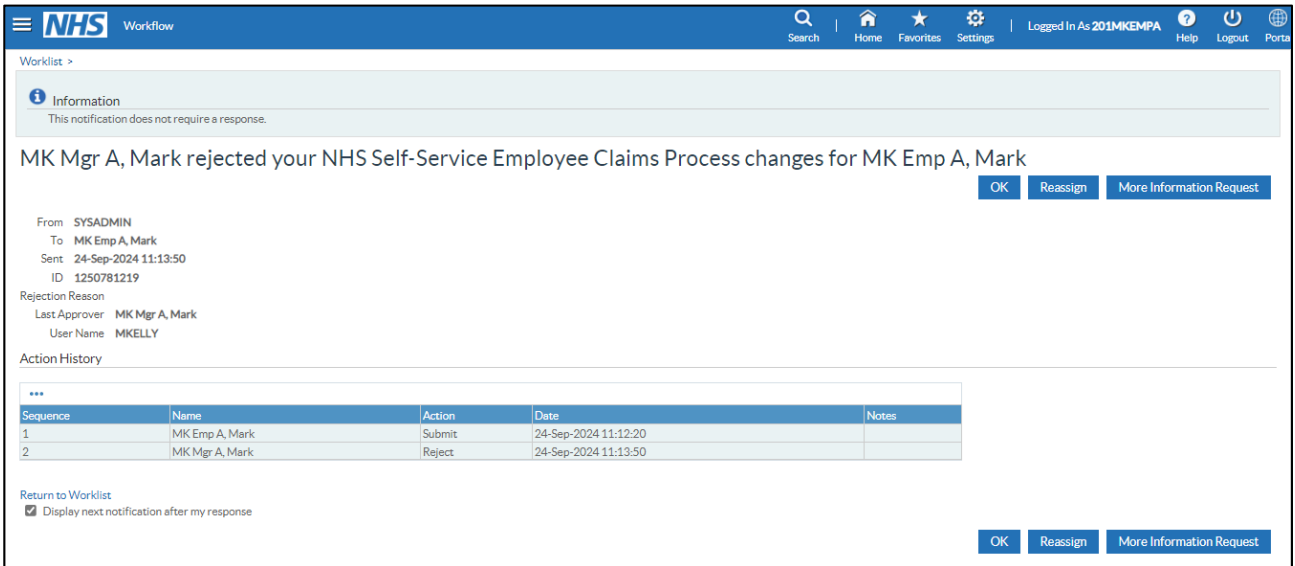 NHS Workflow
Search | Home Favorites Settings | Logged In As 201MKEMPA Help Logout Porta
Worklist >
Information
This notification does not require a response.
MK Mgr A, Mark rejected your NHS Self-Service Employee Claims Process changes for MK Emp A, Mark
OK Reassign More Information Request
From SYSADMIN
To MK Emp A, Mark
Sent 24-Sep-2024 11:13:50
ID 1250781219
Rejection Reason
Last Approver MK Mgr A, Mark
User Name MKELLY
Action History
Sequence Name Action Date Notes
1 MK Emp A, Mark Submit 24-Sep-2024 11:12:20
2 MK Mgr A, Mark Reject 24-Sep-2024 11:13:50
Return to Worklist
Display next notification after my response
OK Reassign More Information Request